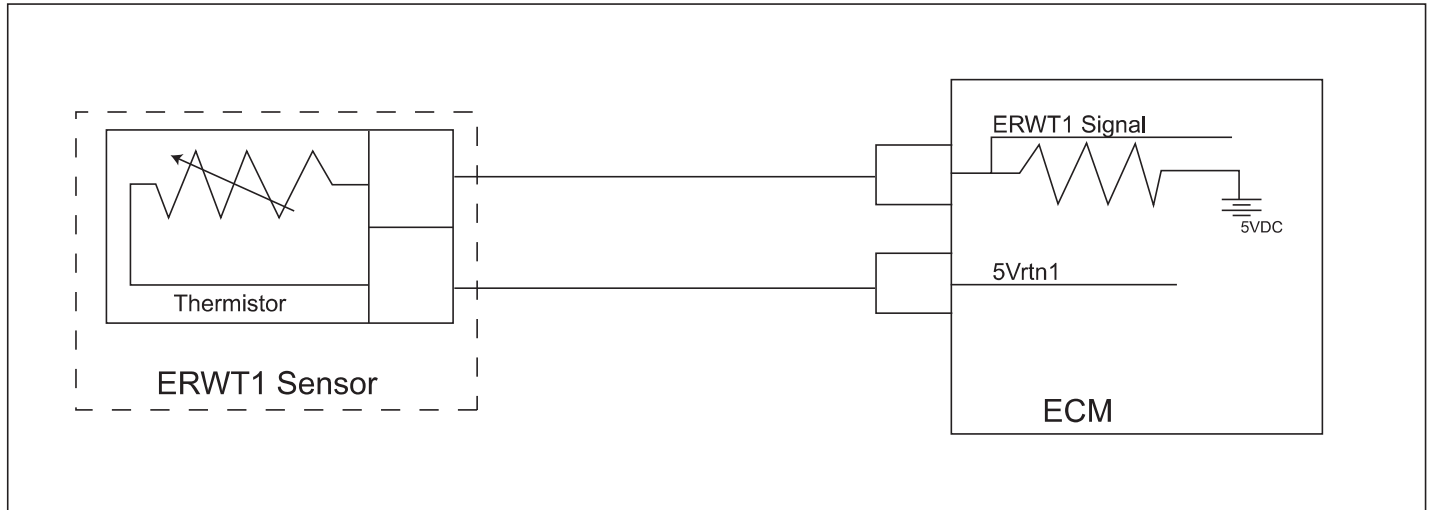 ERWT1 Signal
5VDC
5Vrtn1
Thermistor
ERWT1 Sensor
ECM